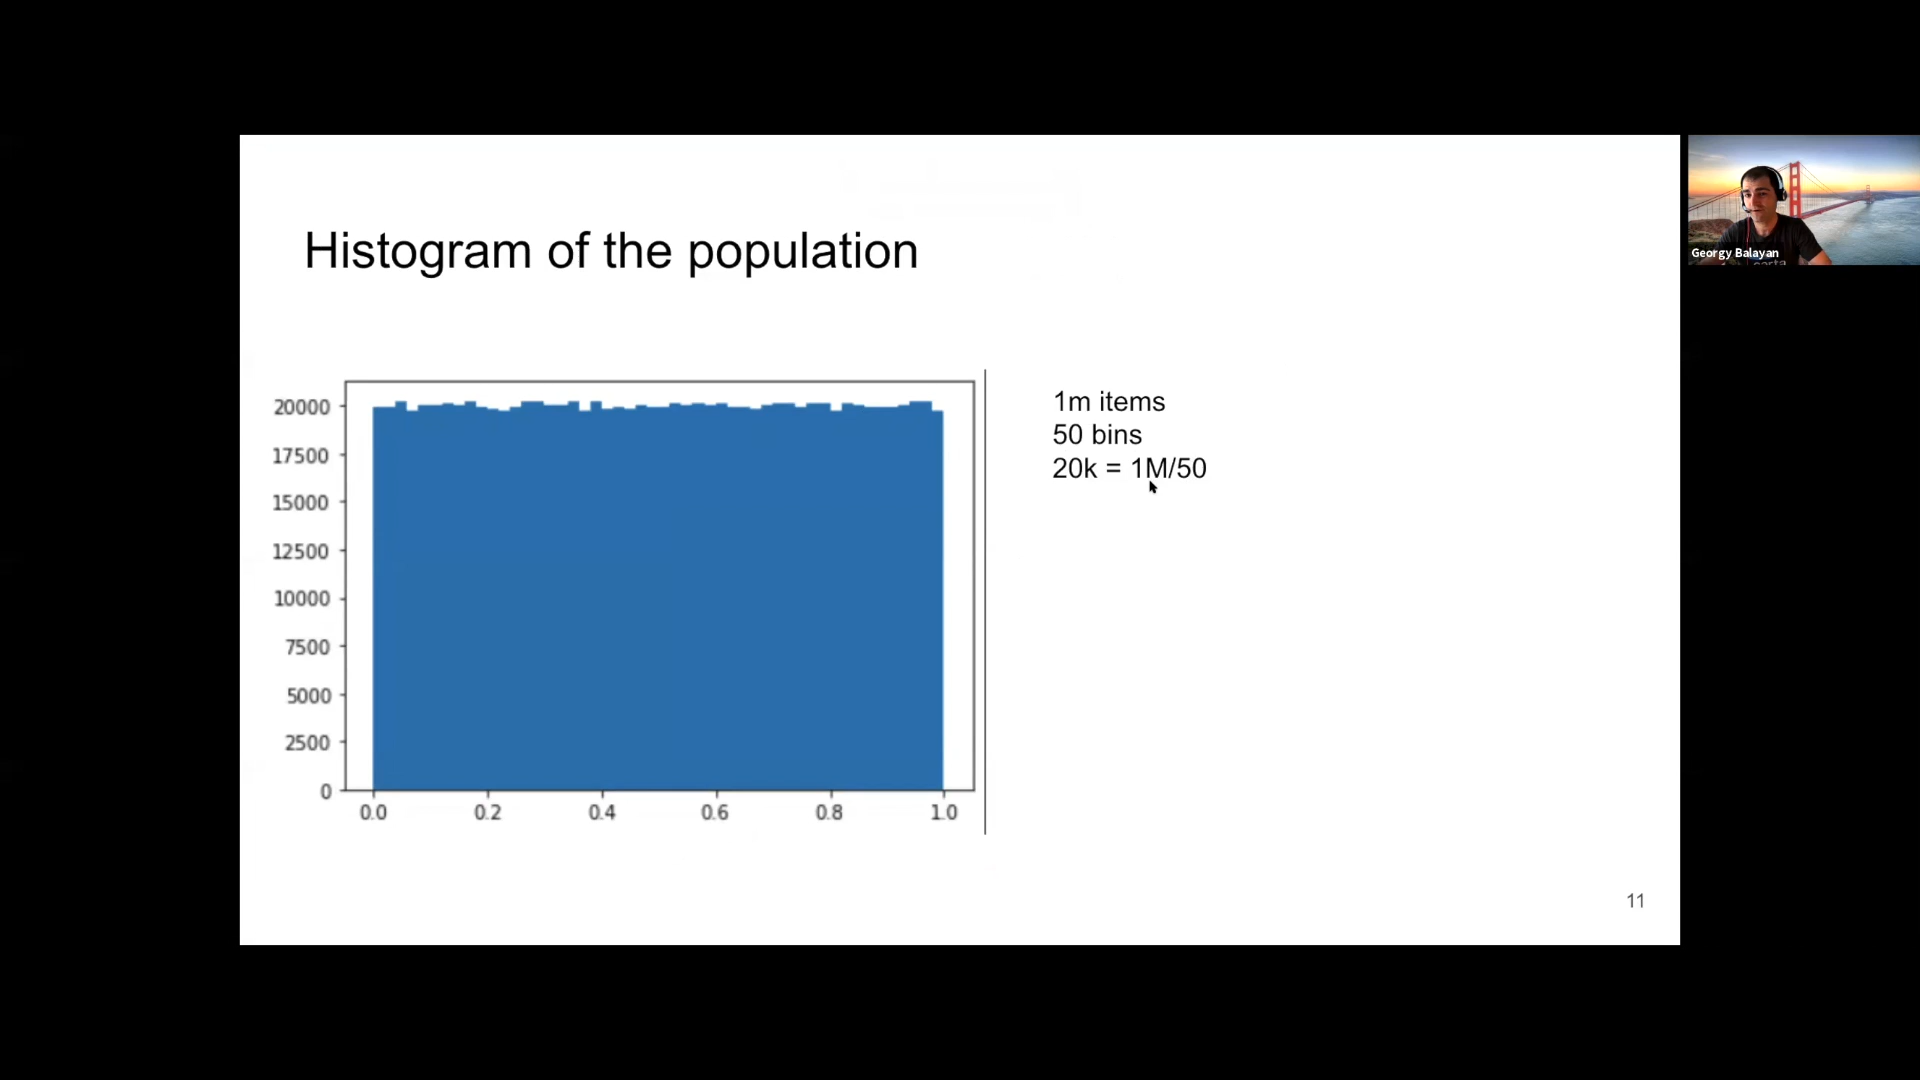 Histogram of the population
20000
17500
15000
12500
10000
7500
5000
2500
0
0.0 0.2 0.4 0.6 0.8 1.0
1m items
50 bins
20k = 1M/50
11
Georgy Balayan
carta